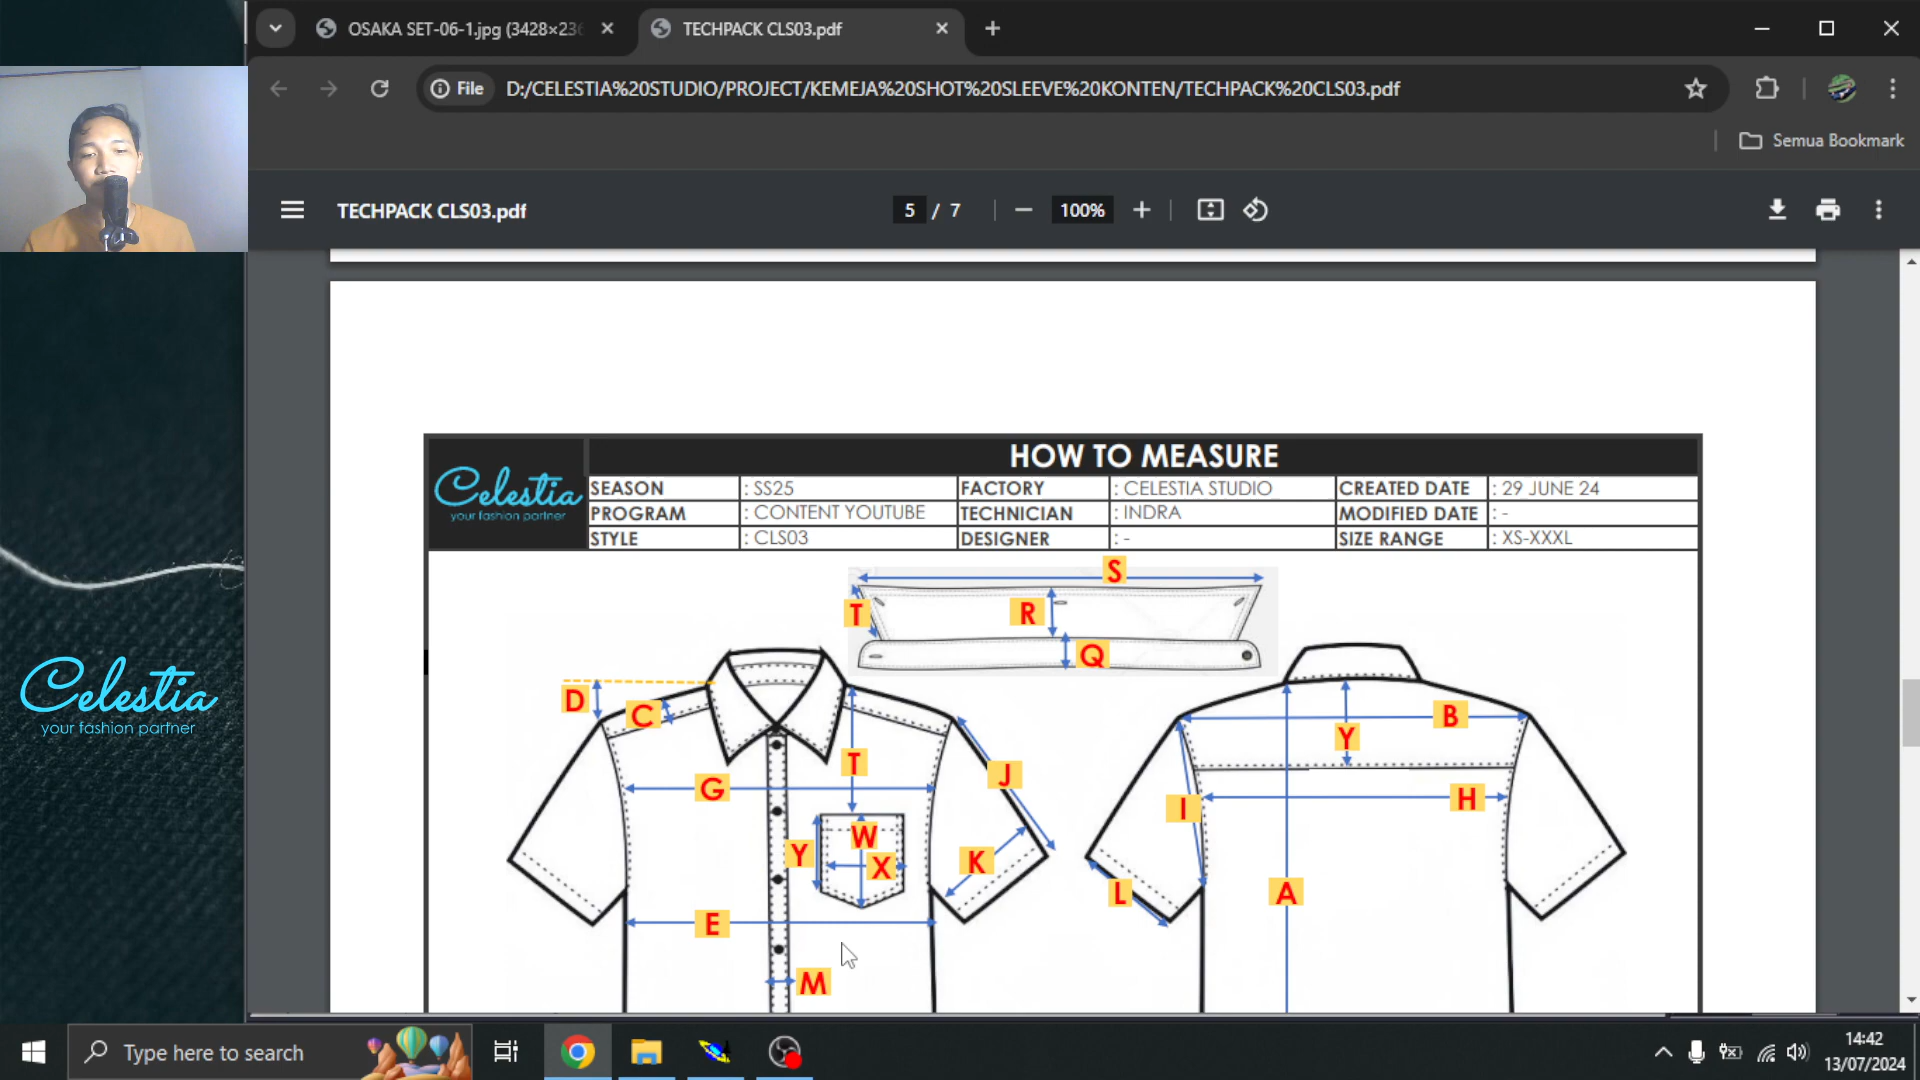 OSAKA SET-06-1.jpg (3428×236
TECHPACK CLS03.pdf
File
D:/CELESTIA%20STUDIO/PROJECT/KEMEJA%20SHOT%20SLEEVE%20KONTEN/TECHPACK%20CLS03.pdf
Semua Bookmark
TECHPACK CLS03.pdf
5 / 7
100%
HOW TO MEASURE
Celestia
your fashion partner
SEASON : SS25 FACTORY : CELESTIA STUDIO CREATED DATE : 29 JUNE 24
PROGRAM : CONTENT YOUTUBE TECHNICIAN : INDRA MODIFIED DATE : -
STYLE : CLS03 DESIGNER : - SIZE RANGE : XS-XXXL
S
T
R
Q
D
C
B
Y
T
J
G
H
I
W
Y
X
K
L
A
E
M
Celestia
your fashion partner
Type here to search
14:42
13/07/2024